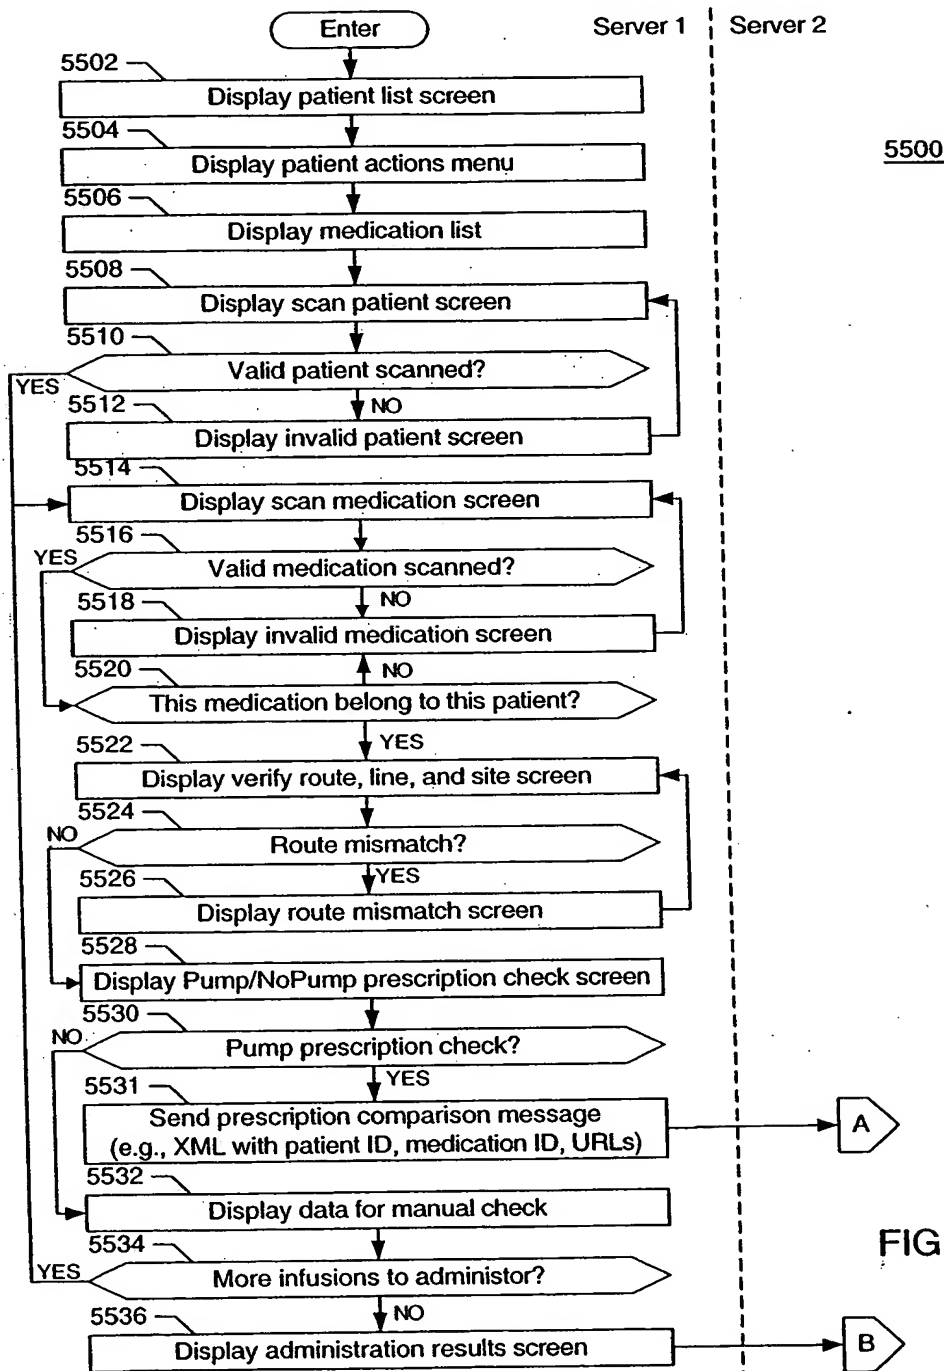 Enter
Server 1
Server 2
5502
Display patient list screen
5504
5500
Display patient actions menu
5506
Display medication list
5508
Display scan patient screen
5510
Valid patient scanned?
YES
NO
5512
Display invalid patient screen
5514
Display scan medication screen
5516
YES
Valid medication scanned?
NO
5518
Display invalid medication screen
5520
NO
This medication belong to this patient?
YES
5522
Display verify route, line, and site screen
5524
NO
Route mismatch?
YES
5526
Display route mismatch screen
5528
Display Pump/NoPump prescription check screen
5530
NO
Pump prescription check?
YES
5531
Send prescription comparison message
(e.g., XML with patient ID, medication ID, URLs)
A
5532
Display data for manual check
5534
FIG
YES
More infusions to administor?
NO
5536
Display administration results screen
B